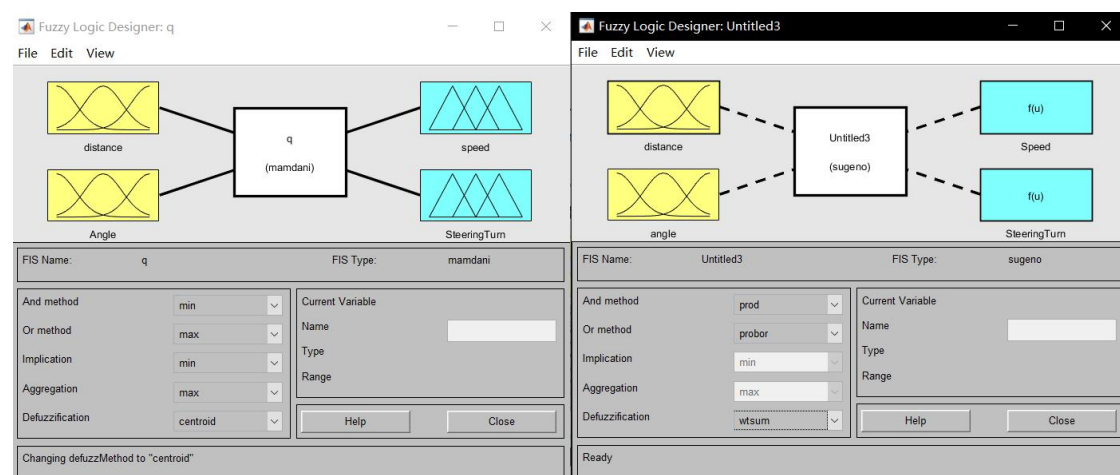 Fuzzy Logic Designer: q
File Edit View
distance
Angle
q
(mamdani)
speed
SteeringTurn
FIS Name: q FIS Type: mamdani
And method min
Or method max
Implication min
Aggregation max
Defuzzification centroid
Current Variable
Name
Type
Range
Help Close
Changing defuzzMethod to "centroid"
Fuzzy Logic Designer: Untitled3
File Edit View
distance
angle
Untitled3
(sugeno)
f(u)
Speed
f(u)
SteeringTurn
FIS Name: Untitled3 FIS Type: sugeno
And method prod
Or method probor
Implication min
Aggregation max
Defuzzification wtsum
Current Variable
Name
Type
Range
Help Close
Ready